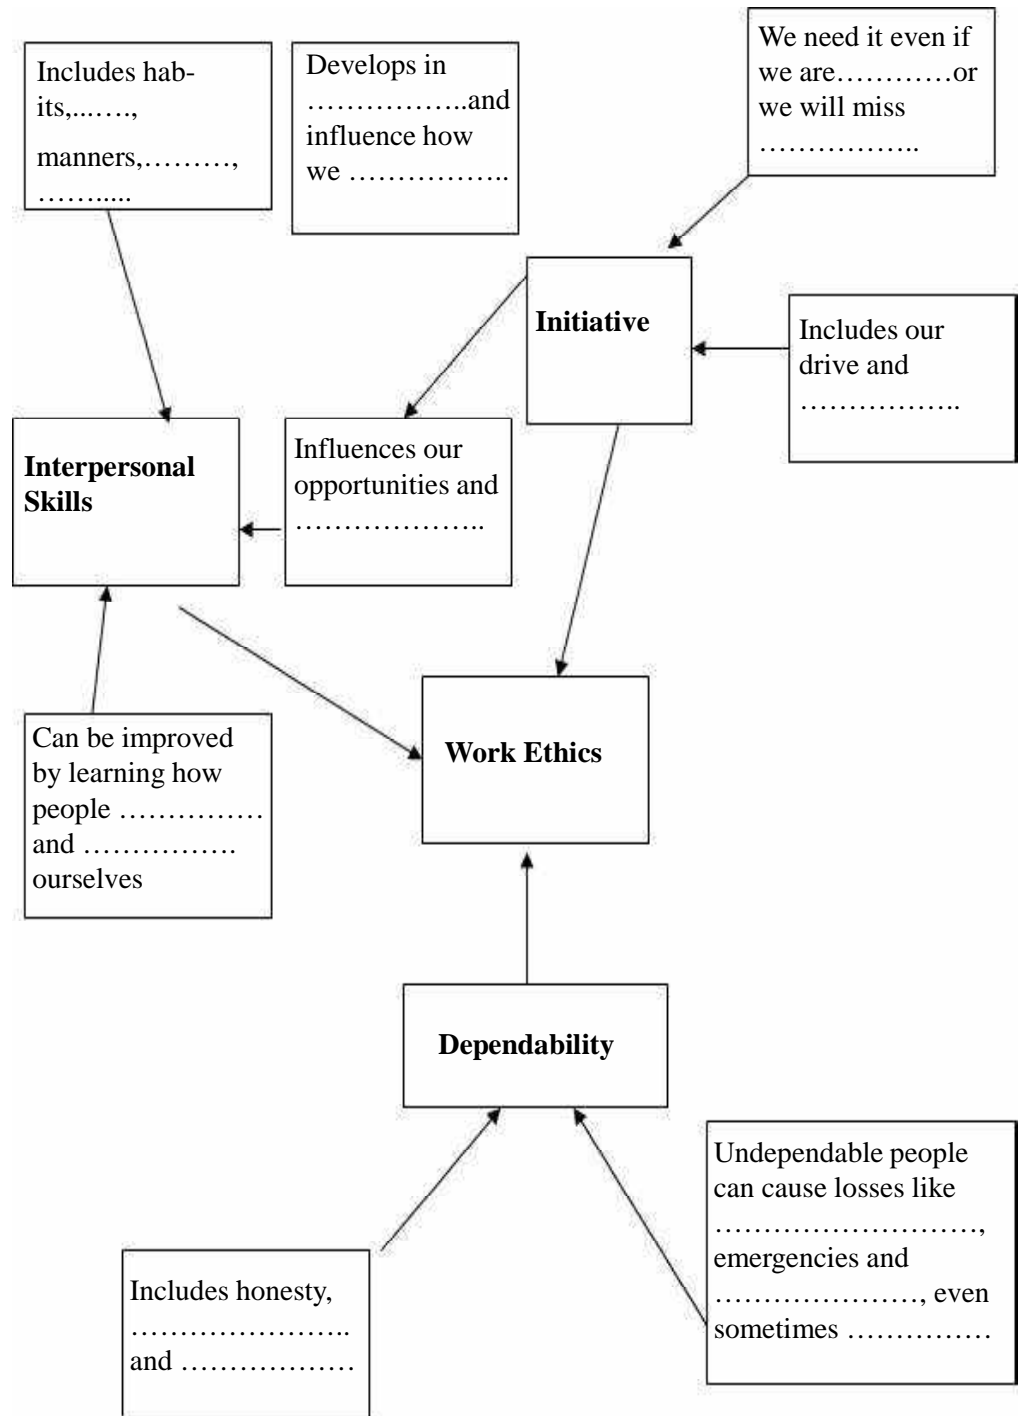 Includes hab-
its,...….,
manners,………,
…….....
Develops in
……………..and
influence how
we ……………..
We need it even if
we are…………or
we will miss
……………..
Initiative
Includes our
drive and
……………..
Interpersonal
Skills
Influences our
opportunities and
………………..
Can be improved
by learning how
people ……………
and …………….
ourselves
Work Ethics
Dependability
Undependable people
can cause losses like
………………………,
emergencies and
…………………, even
sometimes ……………
Includes honesty,
…………………..
and ………………